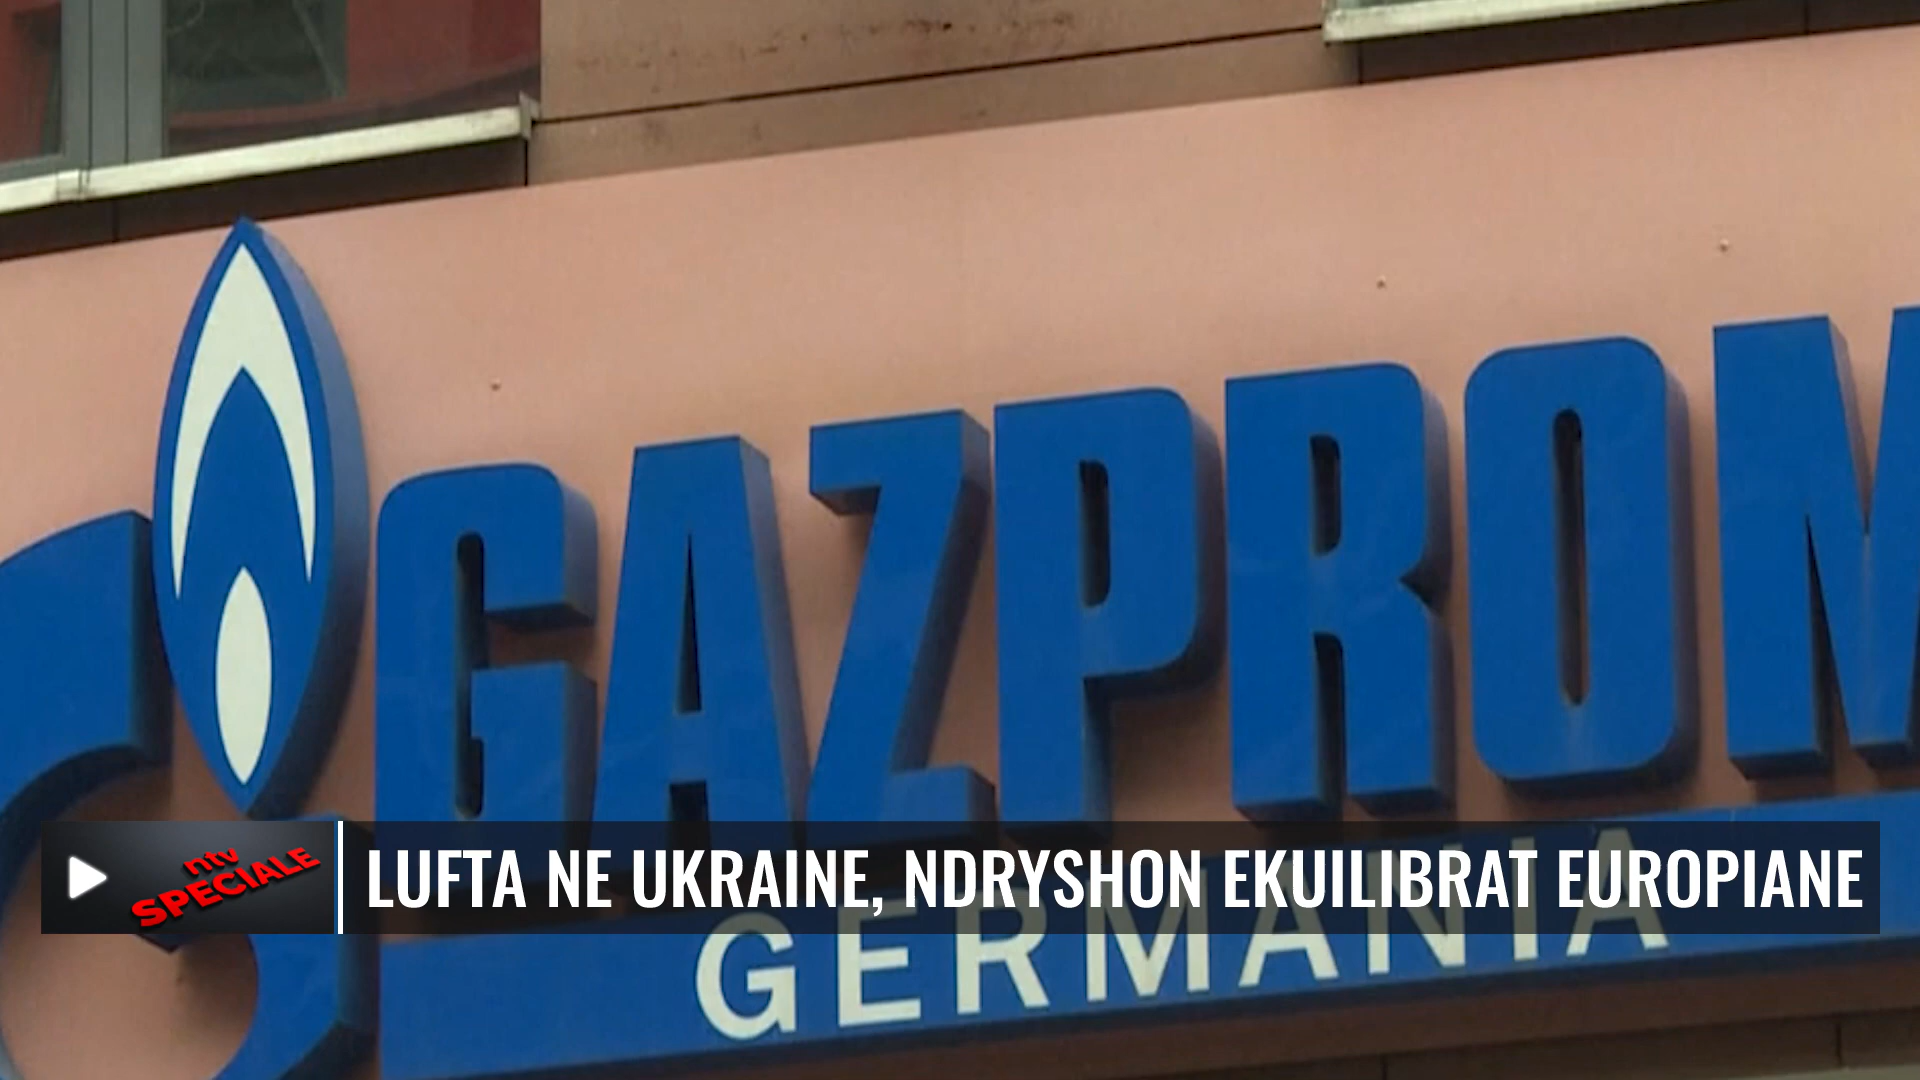 GAZPROM
GERMANIA
ntv
SPECIALE
LUFTA NE UKRAINE, NDRYSHON EKUILIBRAT EUROPIANE